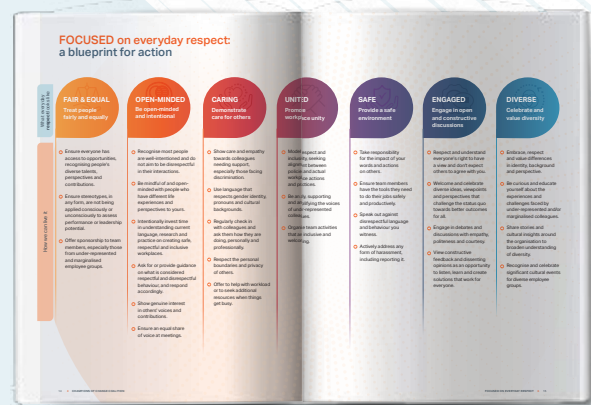 FOCUSED on everyday respect:
a blueprint for action
What everyday
respect looks like
How we can live it
FAIR & EQUAL
Treat people
fairly and equally
Ensure everyone has
access to opportunities,
recognising people's
diverse talents,
perspectives and
contributions.
Ensure stereotypes, in
any form, are not being
applied consciously or
unconsciously to assess
performance or leadership
potential.
Offer sponsorship to team
members, especially those
from under-represented
and marginalised
employee groups
OPEN-MINDED
Be open-minded
and intentional
Recognise most people
are well-intentioned and do
not aim to be disrespectful
in their interactions.
Be mindful of and open-
minded with people who
have different life
experiences and
perspectives to yours.
Intentionally invest time
in understanding current
language, research and
practice on creating safe,
respectful and inclusive
workplaces.
Ask for or provide guidance
on what is considered
respectful and disrespectful
behaviour, and respond
accordingly.
Show genuine interest
in others' voices and
contributions.
Ensure an equal share
of voice at meetings.
CARING
Demonstrate
care for others
Show care and empathy
towards colleagues
needing support,
especially those facing
discrimination
Use language that
respects gender identity,
pronouns and cultural
backgrounds.
Regularly check in
with colleagues and
ask them how they are
doing, personally and
professionally.
Respect the personal
boundaries and privacy
of others.
Offer to help with workload
or to seek additional
resources when things
get busy.
UNITED
Promote
workplace unity
Model respect and
inclusivity, seeking
alignment between
policies and actual
workplace actions
and practices.
Be actively supporting
and amplifying the voices
of under-represented
colleagues.
Organise team activities
that are inclusive and
welcoming.
SAFE
Provide a safe
environment
Take responsibility
for the impact of your
words and actions
on others.
Ensure team members
have the tools they need
to do their jobs safely
and productively.
Speak out against
disrespectful language
and behaviour you
witness.
Actively address any
form of harassment,
including reporting it.
ENGAGED
Engage in open
and constructive
discussions
Respect and understand
everyone's right to have
a view and don't expect
others to agree with you.
Welcome and celebrate
diverse ideas, viewpoints
and perspectives that
challenge the status quo
towards better outcomes
for all
Engage in debates and
discussions with empathy,
politeness and courtesy.
View constructive
feedback and dissenting
opinions as an opportunity
to listen, learn and create
solutions that work for
everyone
DIVERSE
Celebrate and
value diversity
Embrace, respect
and value differences
in identity, background
and perspective.
Be curious and educate
yourself about the
experiences and
challenges faced by
under-represented and/or
marginalised colleagues.
Share stories and
cultural insights around
the organisation to
broaden understanding
of diversity.
Recognise and celebrate
significant cultural events
for diverse employee
groups.